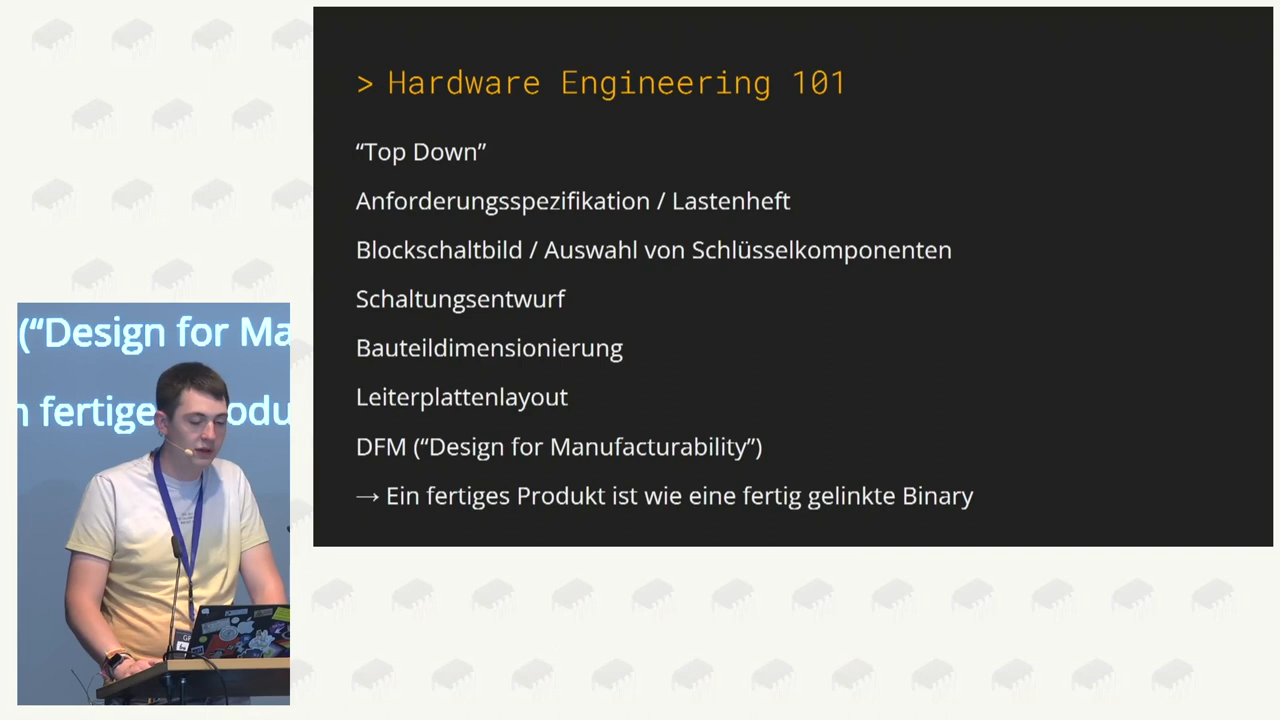 > Hardware Engineering 101
“Top Down”
Anforderungsspezifikation / Lastenheft
Blockschaltbild / Auswahl von Schlüsselkomponenten
Schaltungsentwurf
Bauteildimensionierung
Leiterplattenlayout
DFM (“Design for Manufacturability”)
→ Ein fertiges Produkt ist wie eine fertig gelinkte Binary
(“Design for Ma
n fertige odu